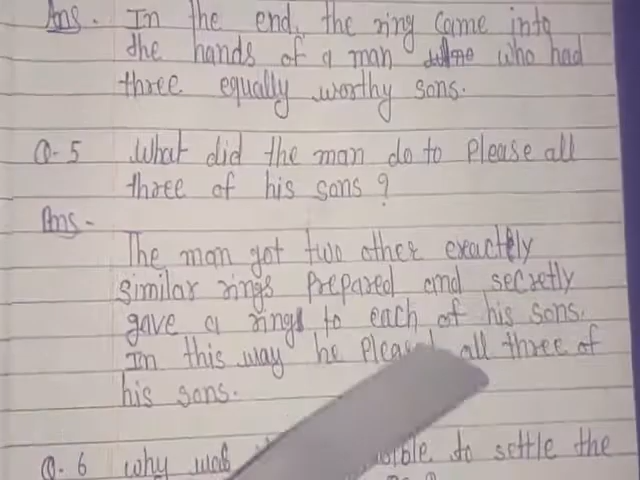 Ans. In the end, the ring came into
the hands of a man who had
three equally worthy sons.
Q-5 What did the man do to Please all
three of his sons?
Ans-
The man got two other exactely
similar rings Prepared and secretly
gave a rings to each of his sons.
In this way he all three of
his sons.
Q.6 why was to settle the